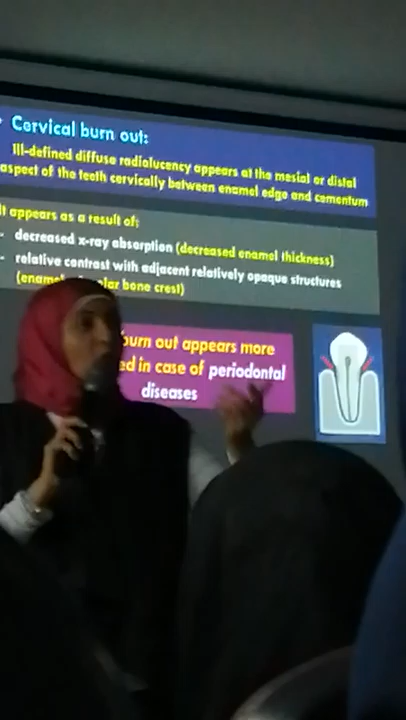 Cervical burn out:
Ill-defined diffuse radiolucency appears at the mesial or distal
aspect of the teeth cervically between enamel edge and cementum
It appears as a result of:
- decreased x-ray absorption (decreased enamel thickness)
- relative contrast with adjacent relatively opaque structures
bone crest)
burn out appears more
in case of periodontal
diseases